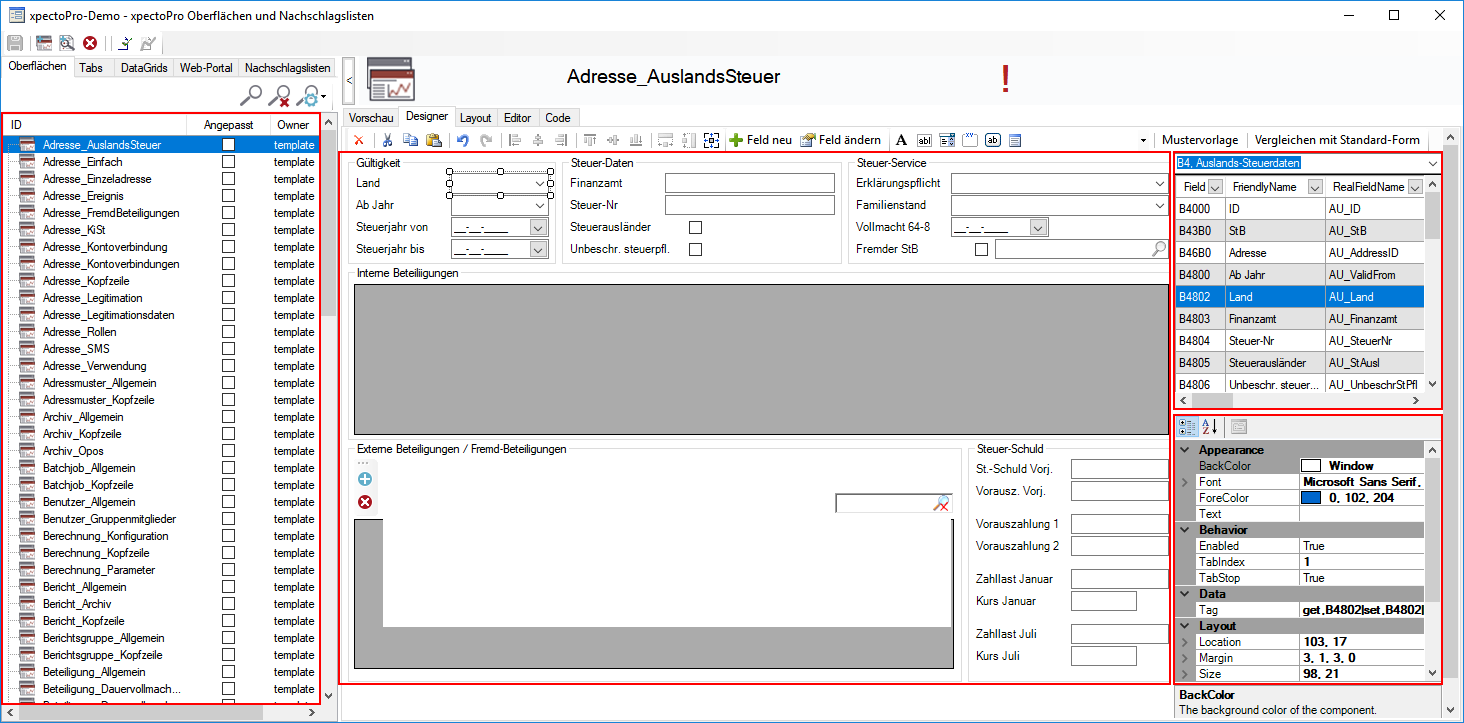 xpectoPro-Demo - xpectoPro Oberflächen und Nachschlagslisten
Oberflächen Tabs DataGrids Web-Portal Nachschlagslisten
ID Angepasst Owner
Adresse_AuslandsSteuer template
Adresse_Einfach template
Adresse_Einzeladresse template
Adresse_Ereignis template
Adresse_FremdBeteiligungen template
Adresse_KiSt template
Adresse_Kontoverbindung template
Adresse_Kontoverbindungen template
Adresse_Kopfzeile template
Adresse_Legitimation template
Adresse_Legitimationsdaten template
Adresse_Rollen template
Adresse_SMS template
Adresse_Verwendung template
Adressmuster_Allgemein template
Adressmuster_Kopfzeile template
Archiv_Allgemein template
Archiv_Kopfzeile template
Archiv_Opos template
Batchjob_Allgemein template
Batchjob_Kopfzeile template
Benutzer_Allgemein template
Benutzer_Gruppenmitglieder template
Berechnung_Konfiguration template
Berechnung_Kopfzeile template
Berechnung_Parameter template
Bericht_Allgemein template
Bericht_Archiv template
Bericht_Kopfzeile template
Berichtsgruppe_Allgemein template
Berichtsgruppe_Kopfzeile template
Beteiligung_Allgemein template
Beteiligung_Dauervollmach... template
<
Adresse_AuslandsSteuer
!
Vorschau Designer Layout Editor Code
Feld neu Feld ändern A abl ab Mustervorlage Vergleichen mit Standard-Form
Gültigkeit
Land
Ab Jahr
Steuerjahr von __-__-____
Steuerjahr bis __-__-____
Steuer-Daten
Finanzamt
Steuer-Nr
Steuerausländer
Unbeschr. steuerpfl.
Steuer-Service
Erklärungspflicht
Familienstand
Vollmacht 64-8 __-__-____
Fremder StB
Interne Beteiligungen
Externe Beteiligungen / Fremd-Beteiligungen
Steuer-Schuld
St.-Schuld Vorj.
Vorausz. Vorj.
Vorauszahlung 1
Vorauszahlung 2
Zahllast Januar
Kurs Januar
Zahllast Juli
Kurs Juli
B4, Auslands-Steuerdaten
Field FriendlyName RealFieldName
B4000 ID AU_ID
B43B0 StB AU_StB
B46B0 Adresse AU_AddressID
B4800 Ab Jahr AU_ValidFrom
B4802 Land AU_Land
B4803 Finanzamt AU_Finanzamt
B4804 Steuer-Nr AU_SteuerNr
B4805 Steuerausländer AU_StAusl
B4806 Unbeschr. steuer... AU_UnbeschrStPfl
A Z
Appearance
BackColor Window
Font Microsoft Sans Serif,
ForeColor 0, 102, 204
Text
Behavior
Enabled True
TabIndex 1
TabStop True
Data
Tag get,B4802|set,B4802|
Layout
Location 103, 17
Margin 3, 1, 3, 0
Size 98, 21
BackColor
The background color of the component.